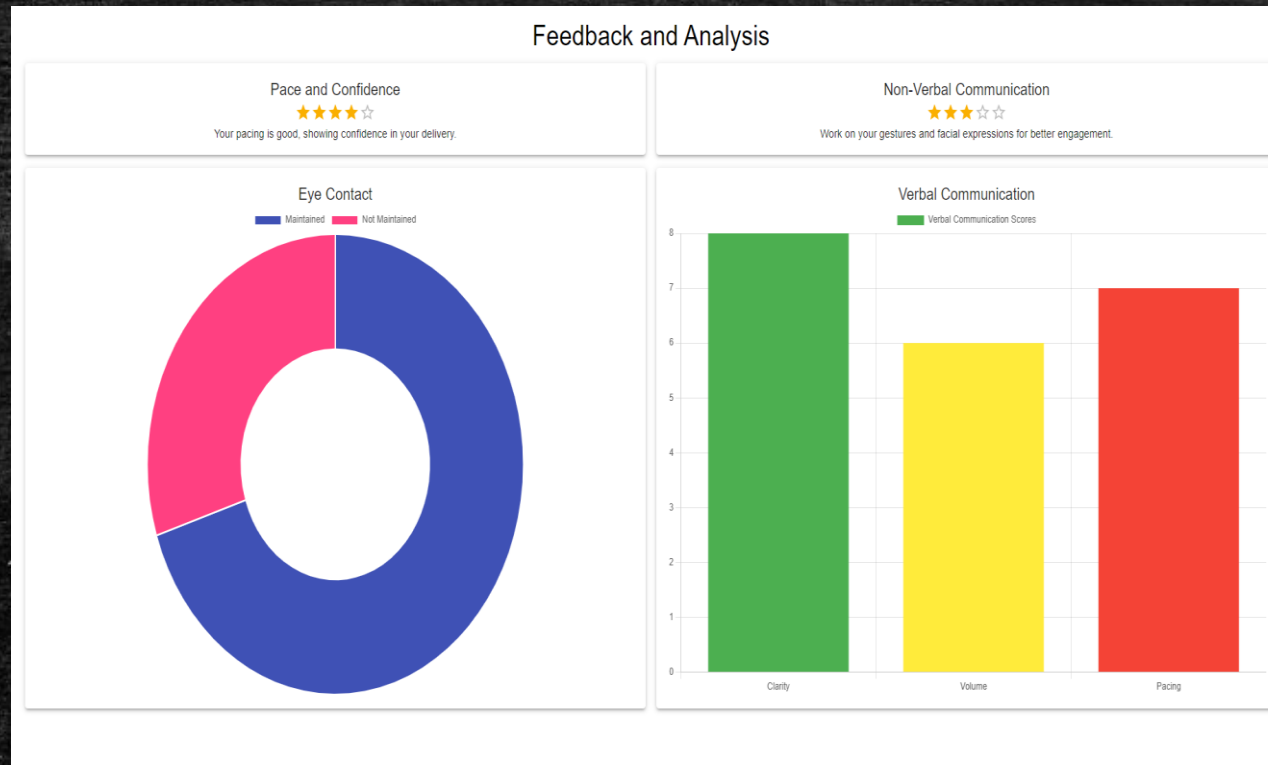 Feedback and Analysis
Pace and Confidence
Your pacing is good, showing confidence in your delivery.
Non-Verbal Communication
Work on your gestures and facial expressions for better engagement.
Eye Contact
Maintained Not Maintained
Verbal Communication
Verbal Communication Scores
8
7
6
5
4
3
2
1
0
Clarity Volume Pacing